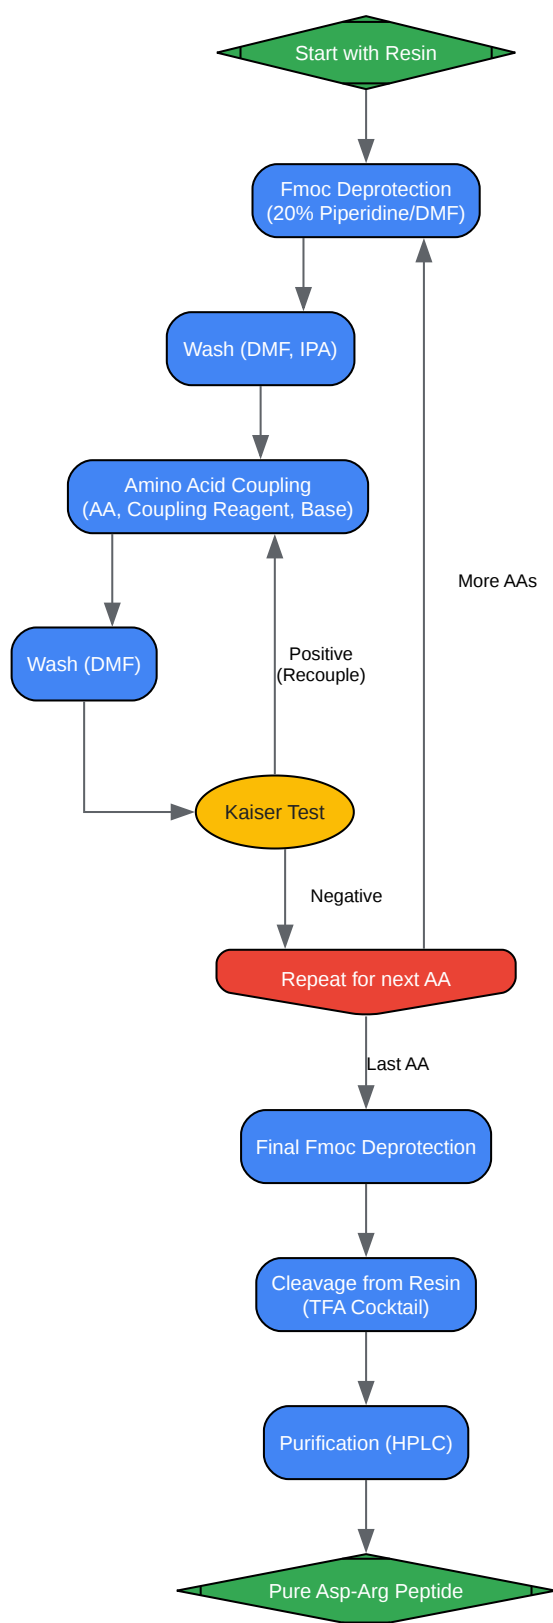 Start with Resin
Fmoc Deprotection
(20% Piperidine/DMF)
Wash (DMF, IPA)
Amino Acid Coupling
(AA, Coupling Reagent, Base)
More AAs
Wash (DMF)
Positive
(Recouple)
Kaiser Test
Negative
Repeat for next AA
Last AA
Final Fmoc Deprotection
Cleavage from Resin
(TFA Cocktail)
Purification (HPLC)
Pure Asp-Arg Peptide